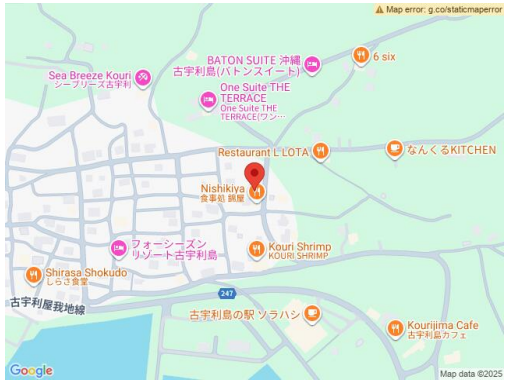 Map error: g.co/staticmaperror
BATON SUITE 沖縄
古宇利島(バトンスイート)
6 six
Sea Breeze Kouri
シーブリーズ古宇利
One Suite THE
TERRACE
One Suite THE
TERRACE(ワン…
Restaurant L LOTA
なんくるKITCHEN
Nishikiya
食事処 錦屋
フォーシーズン
リゾート古宇利島
Kouri Shrimp
KOURI SHRIMP
Shirasa Shokudo
しらさ食堂
247
古宇利屋我地線
古宇利島の駅 ソラハシ
Kourijima Cafe
古宇利島カフェ
Google
Map data ©2025